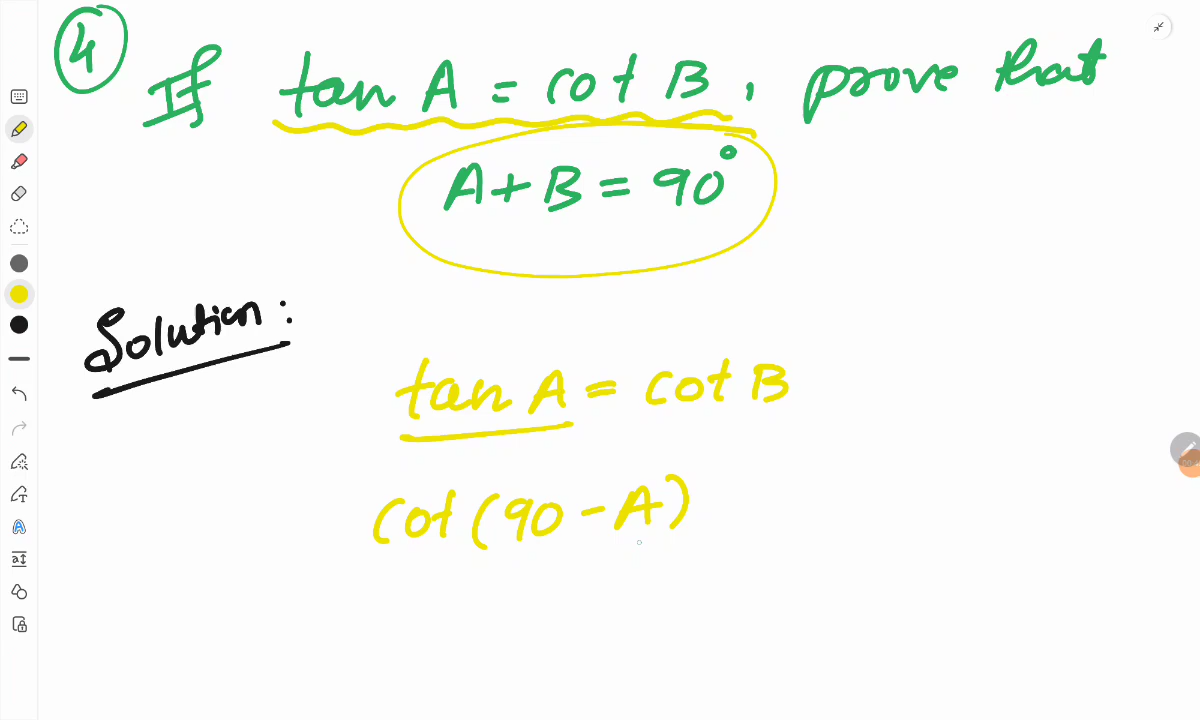 4 If tan A = cot B, prove that
A + B = 90°
Solution:
tan A = cot B
cot (90 - A)